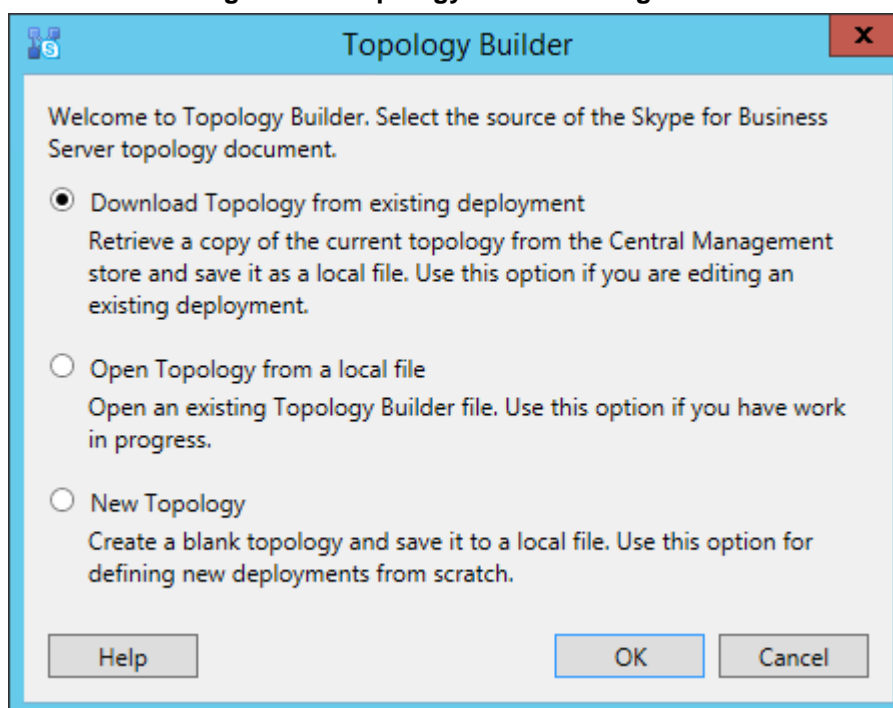 Topology Builder
x
Welcome to Topology Builder. Select the source of the Skype for Business
Server topology document.
Download Topology from existing deployment
Retrieve a copy of the current topology from the Central Management
store and save it as a local file. Use this option if you are editing an
existing deployment.
Open Topology from a local file
Open an existing Topology Builder file. Use this option if you have work
in progress.
New Topology
Create a blank topology and save it to a local file. Use this option for
defining new deployments from scratch.
Help OK Cancel